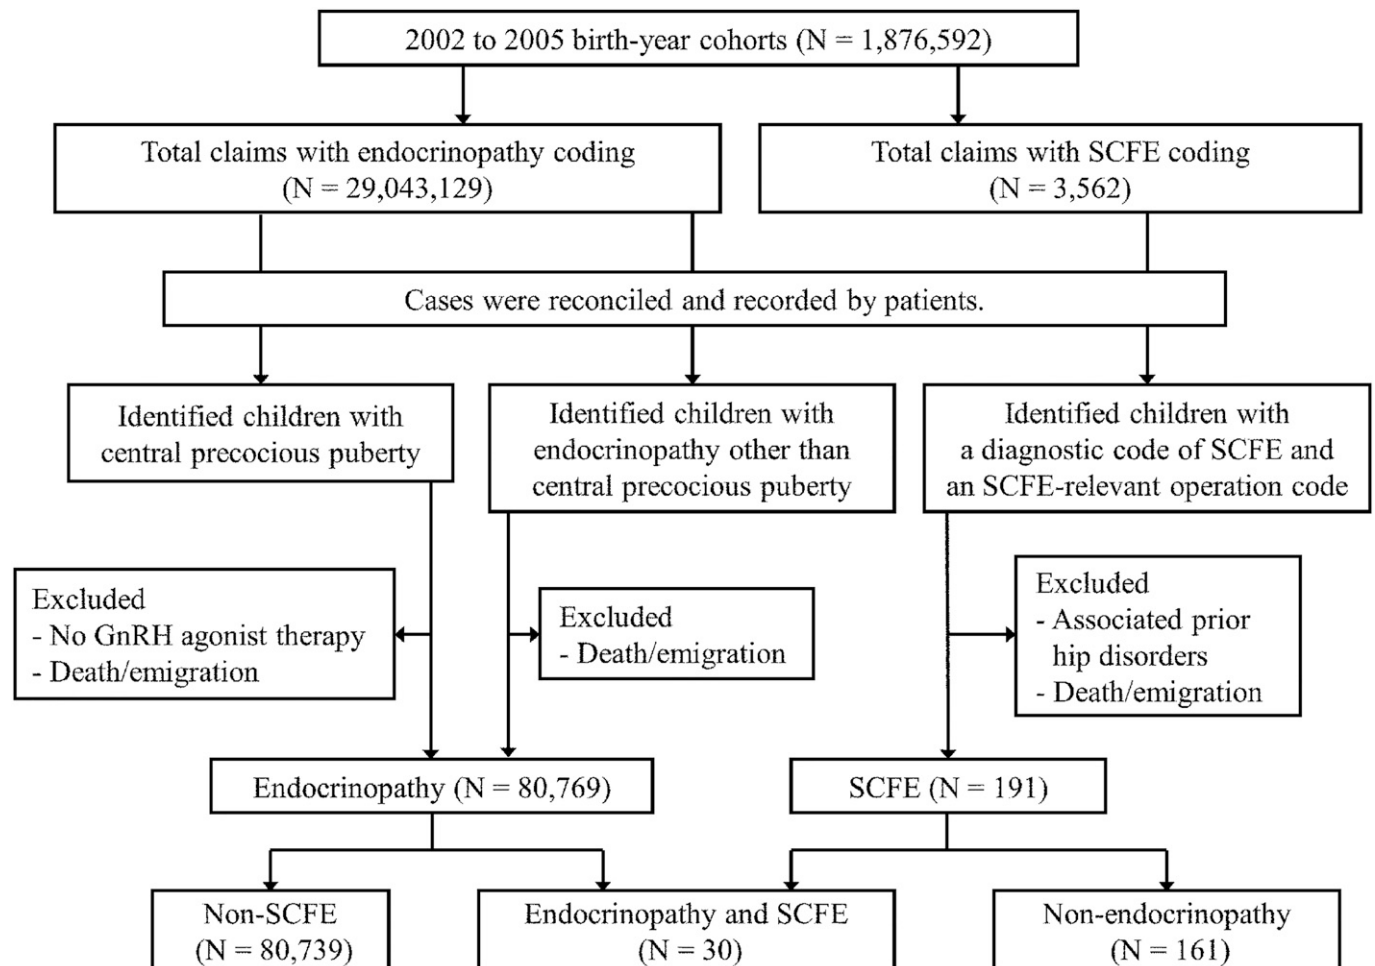 2002 to 2005 birth-year cohorts (N = 1,876,592)
Total claims with endocrinopathy coding
(N = 29,043,129)
Total claims with SCFE coding
(N = 3,562)
Cases were reconciled and recorded by patients.
Identified children with
central precocious puberty
Identified children with
endocrinopathy other than
central precocious puberty
Identified children with
a diagnostic code of SCFE and
an SCFE-relevant operation code
Excluded
- No GnRH agonist therapy
- Death/emigration
Excluded
- Death/emigration
Excluded
- Associated prior
hip disorders
- Death/emigration
Endocrinopathy (N = 80,769)
SCFE (N = 191)
Non-SCFE
(N = 80,739)
Endocrinopathy and SCFE
(N = 30)
Non-endocrinopathy
(N = 161)